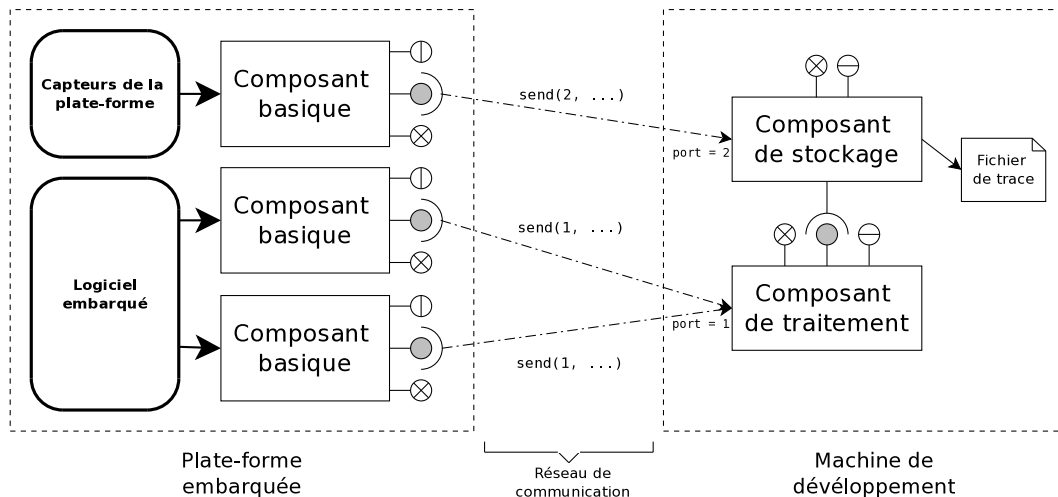 Capteurs de la
plate-forme
Composant
basique
Composant
basique
Logiciel
embarqué
Composant
basique
send(2, ...)
send(1, ...)
send(1, ...)
port = 2
port = 1
Composant
de stockage
Fichier
de trace
Composant
de traitement
Plate-forme
embarquée
Réseau de
communication
Machine de
dévéloppement